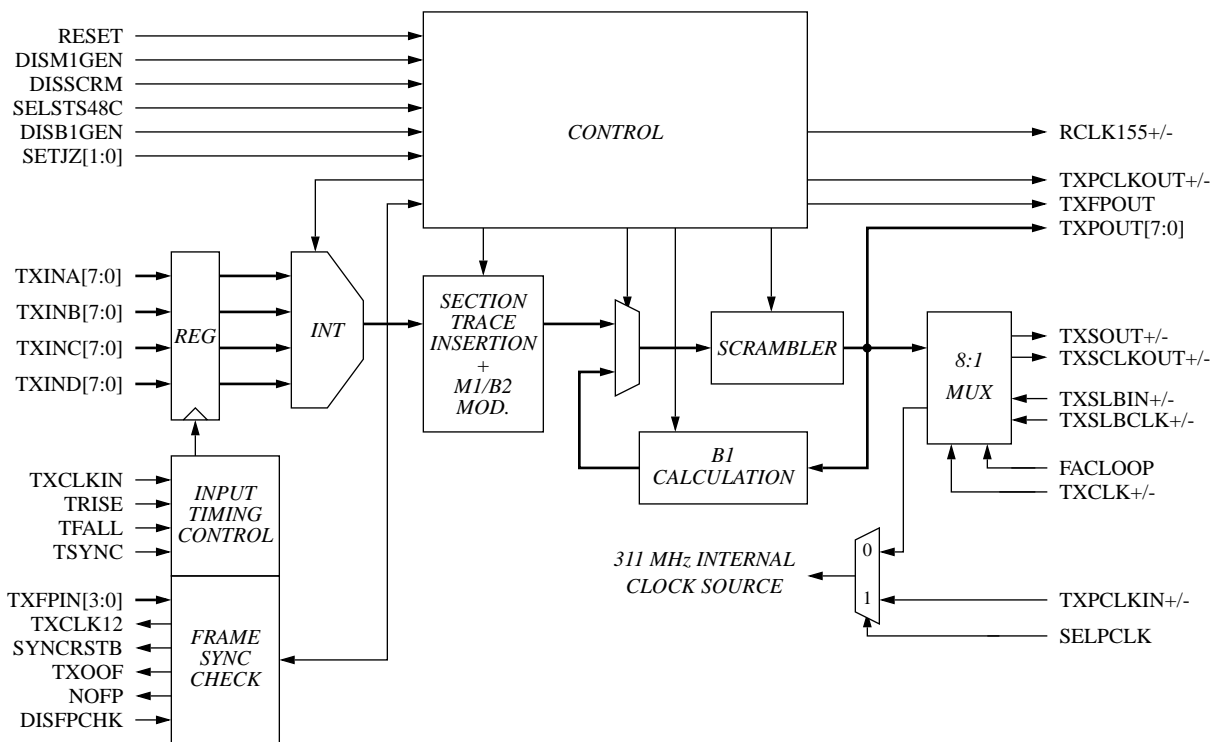 RESET
DISM1GEN
DISSCRM
SELSTS48C
DISB1GEN
SETJZ[1:0]
CONTROL
RCLK155+/-
TXPCLKOUT+/-
TXFPOUT
TXPOUT[7:0]
TXINA[7:0]
TXINB[7:0]
TXINC[7:0]
TXIND[7:0]
REG
INT
SECTION
TRACE
INSERTION
+
M1/B2
MOD.
SCRAMBLER
8:1
MUX
TXSOUT+/-
TXSCLKOUT+/-
TXSLBIN+/-
TXSLBCLK+/-
FACLOOP
TXCLK+/-
B1
CALCULATION
TXCLKIN
TRISE
TFALL
TSYNC
INPUT
TIMING
CONTROL
311 MHz INTERNAL
CLOCK SOURCE
0
1
TXPCLKIN+/-
SELPCLK
TXFPIN[3:0]
TXCLK12
SYNCRSTB
TXOOF
NOFP
DISFPCHK
FRAME
SYNC
CHECK